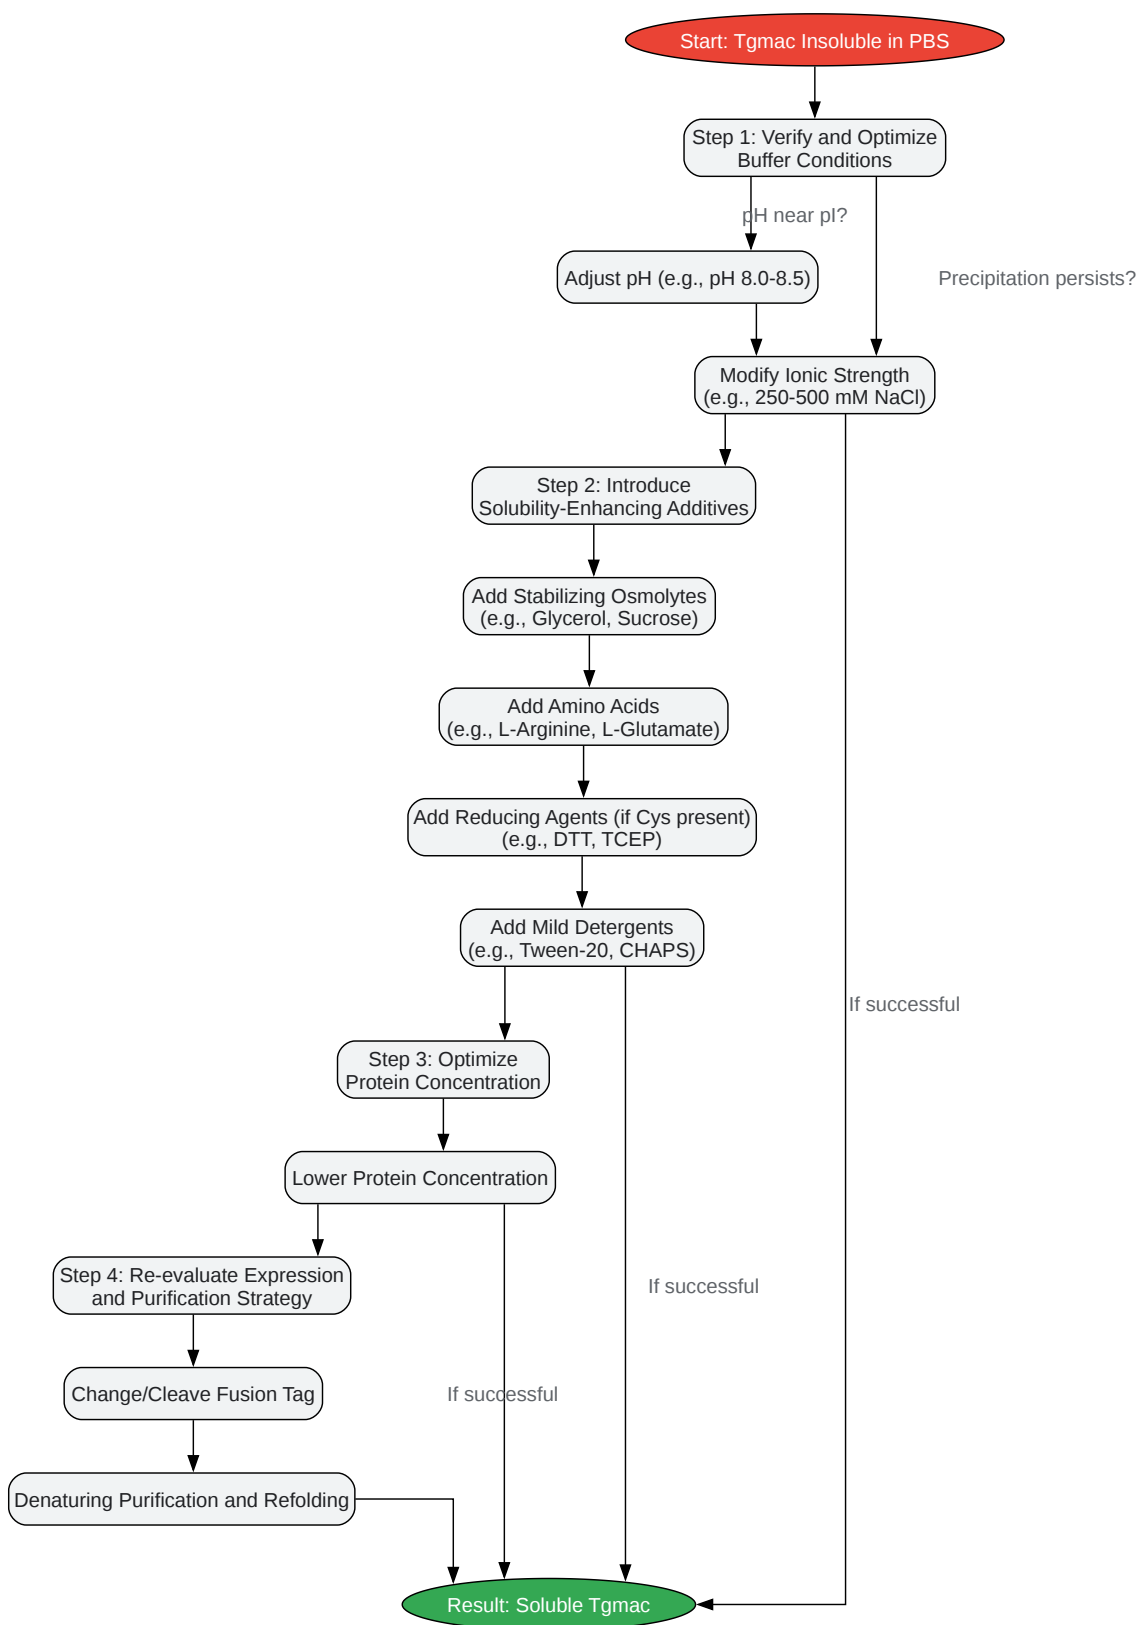 Start: Tgmac Insoluble in PBS
Step 1: Verify and Optimize
Buffer Conditions
pH near pI?
Adjust pH (e.g., pH 8.0-8.5)
Precipitation persists?
Modify Ionic Strength
(e.g., 250-500 mM NaCl)
Step 2: Introduce
Solubility-Enhancing Additives
Add Stabilizing Osmolytes
(e.g., Glycerol, Sucrose)
Add Amino Acids
(e.g., L-Arginine, L-Glutamate)
Add Reducing Agents (if Cys present)
(e.g., DTT, TCEP)
Add Mild Detergents
(e.g., Tween-20, CHAPS)
If successful
Step 3: Optimize
Protein Concentration
Lower Protein Concentration
Step 4: Re-evaluate Expression
and Purification Strategy
If successful
Change/Cleave Fusion Tag
If successful
Denaturing Purification and Refolding
Result: Soluble Tgmac